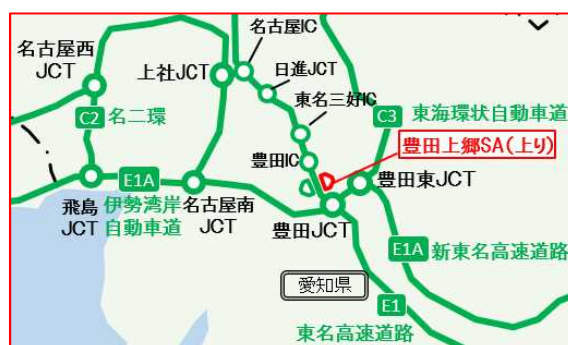 名古屋IC
名古屋西
JCT
上社JCT
日進JCT
東名三好IC
C2 名二環
C3 東海環状自動車道
豊田上郷SA(上り)
豊田IC
豊田東JCT
E1A
飛島
JCT
伊勢湾岸
自動車道
名古屋南
JCT
豊田JCT
E1A 新東名高速道路
愛知県
E1
東名高速道路